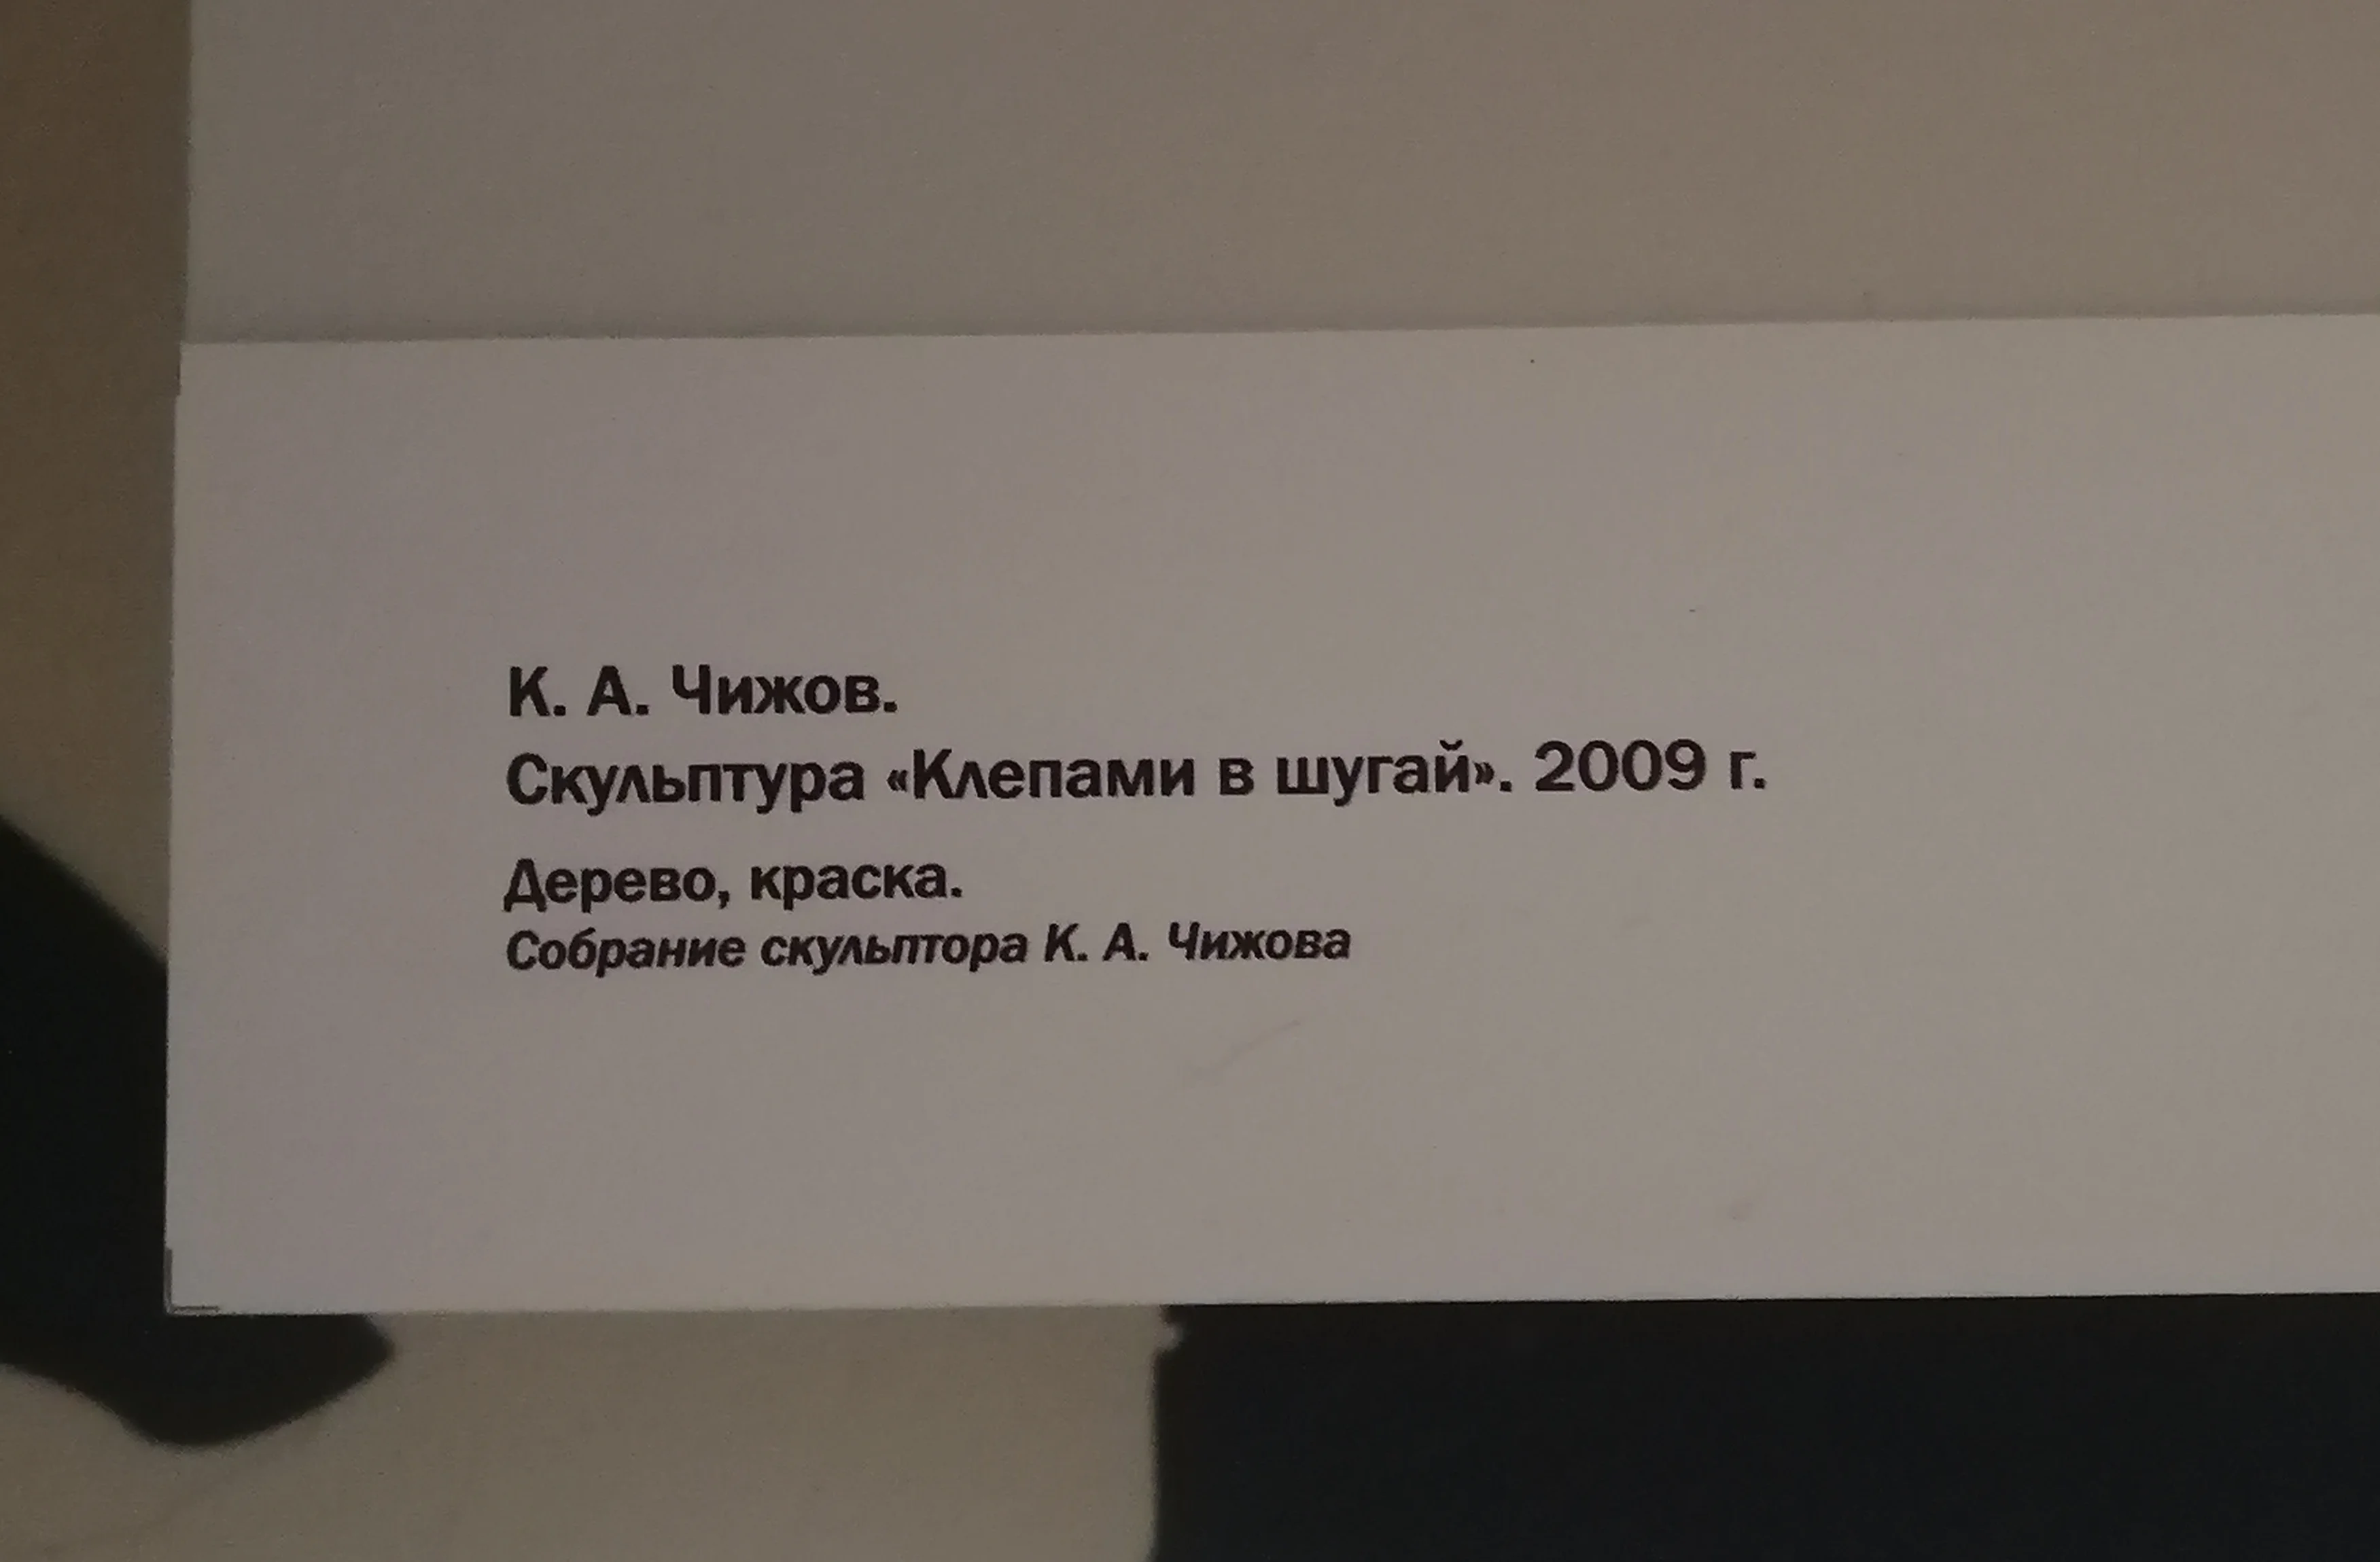 К. А. Чижов.
Скульптура «Клепами в шугай». 2009 г.
Дерево, краска.
Собрание скульптора К. А. Чижова